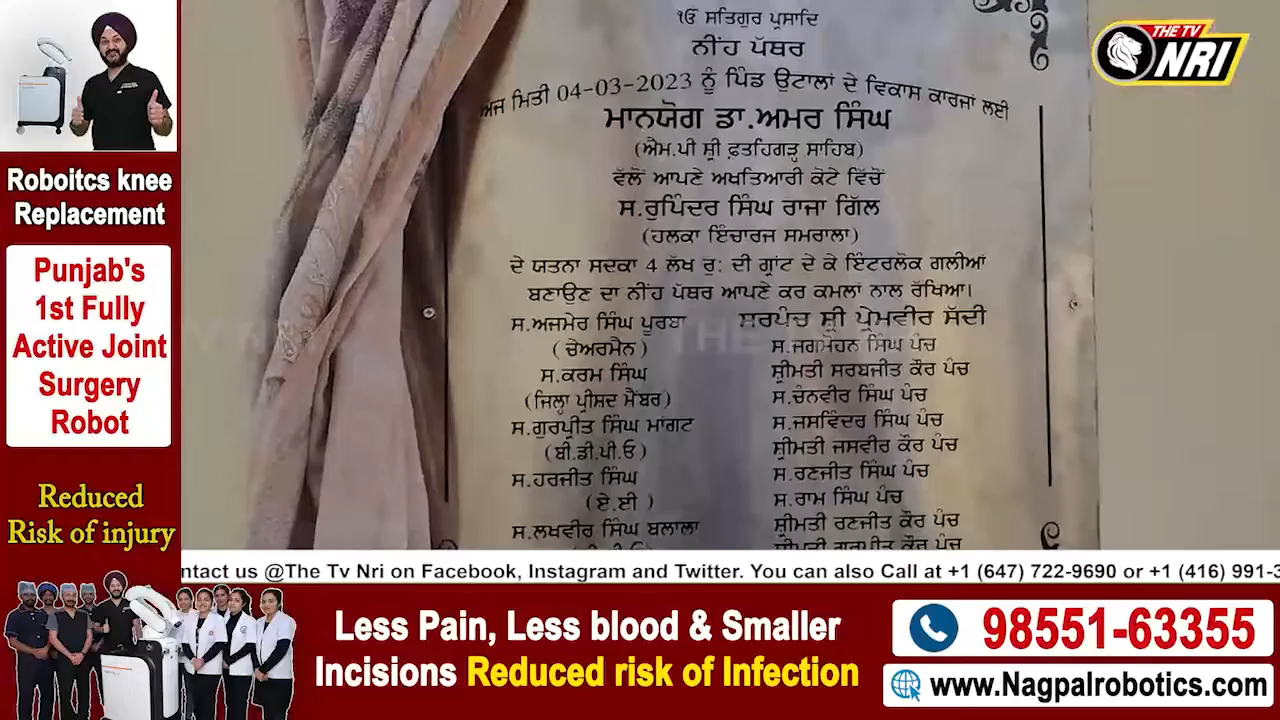 ੴ ਸਤਿਗੁਰ ਪ੍ਰਸਾਦਿ
ਨੀਂਹ ਪੱਥਰ
ਅਜ ਮਿਤੀ 04-03-2023 ਨੂੰ ਪਿੰਡ ਉਟਾਲਾਂ ਦੇ ਵਿਕਾਸ ਕਾਰਜਾਂ ਲਈ
ਮਾਨਯੋਗ ਡਾ.ਅਮਰ ਸਿੰਘ
(ਐਮ.ਪੀ ਸ਼੍ਰੀ ਫ਼ਤਹਿਗੜ੍ਹ ਸਾਹਿਬ)
ਵੱਲੋਂ ਆਪਣੇ ਅਖਤਿਆਰੀ ਕੋਟੇ ਵਿੱਚੋਂ
ਸ.ਰੁਪਿੰਦਰ ਸਿੰਘ ਰਾਜਾ ਗਿੱਲ
(ਹਲਕਾ ਇੰਚਾਰਜ ਸਮਰਾਲਾ)
ਦੇ ਯਤਨਾ ਸਦਕਾ 4 ਲੱਖ ਰੁ: ਦੀ ਗ੍ਰਾਂਟ ਦੇ ਕੇ ਇੰਟਰਲੋਕ ਗਲੀਆਂ
ਬਣਾਉਣ ਦਾ ਨੀਂਹ ਪੱਥਰ ਆਪਣੇ ਕਰ ਕਮਲਾਂ ਨਾਲ ਰੱਖਿਆ।
ਸ.ਅਜਮੇਰ ਸਿੰਘ ਪੂਰਬਾ
(ਚੇਅਰਮੈਨ)
ਸ.ਕਰਮ ਸਿੰਘ
(ਜਿਲ੍ਹਾ ਪ੍ਰੀਸ਼ਦ ਮੈਂਬਰ)
ਸ.ਗੁਰਪ੍ਰੀਤ ਸਿੰਘ ਮਾਂਗਟ
(ਬੀ.ਡੀ.ਪੀ.ਓ)
ਸ.ਹਰਜੀਤ ਸਿੰਘ
(ਏ.ਈ )
ਸ.ਲਖਵੀਰ ਸਿੰਘ ਬਲਾਲਾ
ਸਰਪੰਚ ਸ਼੍ਰੀ ਪ੍ਰੇਮਵੀਰ ਸੱਦੀ
ਸ.ਜਗਮੋਹਨ ਸਿੰਘ ਪੰਚ
ਸ਼੍ਰੀਮਤੀ ਸਰਬਜੀਤ ਕੌਰ ਪੰਚ
ਸ.ਚੰਨਵੀਰ ਸਿੰਘ ਪੰਚ
ਸ.ਜਸਵਿੰਦਰ ਸਿੰਘ ਪੰਚ
ਸ਼੍ਰੀਮਤੀ ਜਸਵੀਰ ਕੌਰ ਪੰਚ
ਸ.ਰਣਜੀਤ ਸਿੰਘ ਪੰਚ
ਸ.ਰਾਮ ਸਿੰਘ ਪੰਚ
ਸ਼੍ਰੀਮਤੀ ਰਣਜੀਤ ਕੌਰ ਪੰਚ
ਸ਼੍ਰੀਮਤੀ ਗੁਰਪ੍ਰੀਤ ਕੌਰ ਪੰਚ
THE TV
NRI
Roboitcs knee
Replacement
Punjab's
1st Fully
Active Joint
Surgery
Robot
Reduced
Risk of injury
ntact us @The Tv Nri on Facebook, Instagram and Twitter. You can also Call at +1 (647) 722-9690 or +1 (416) 991-3
Less Pain, Less blood & Smaller
Incisions Reduced risk of Infection
98551-63355
www.Nagpalrobotics.com